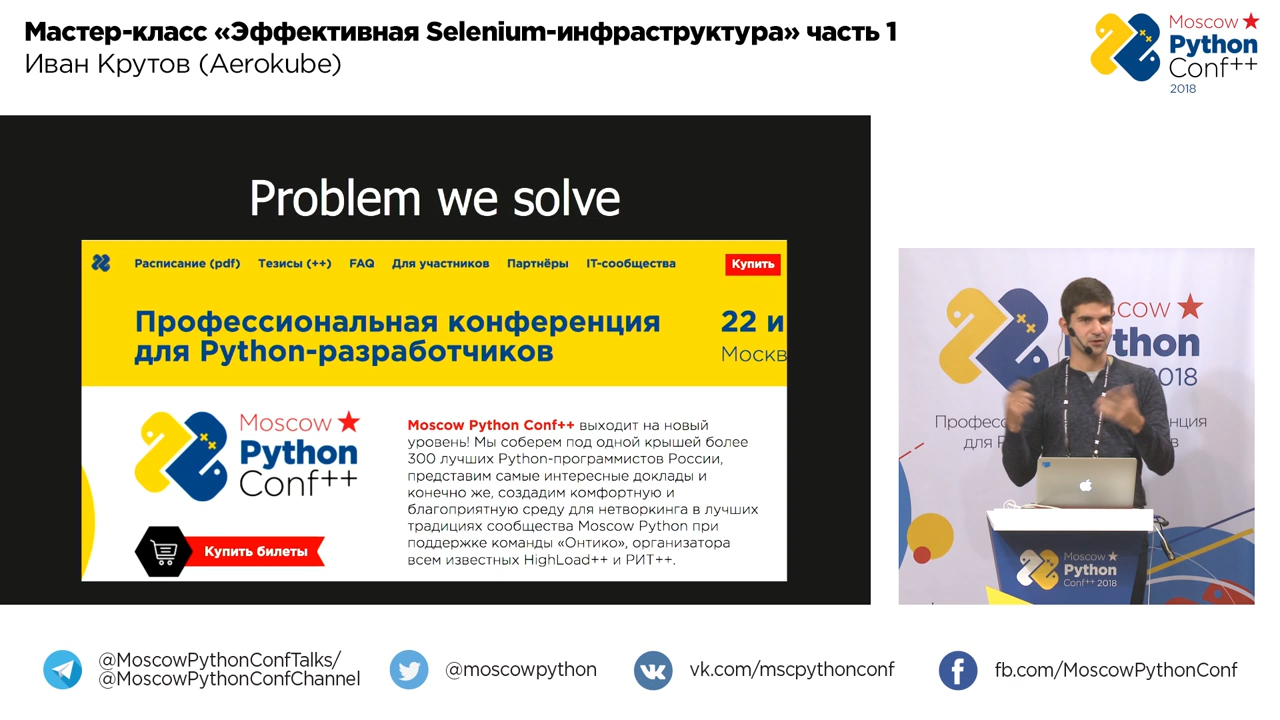 Мастер-класс «Эффективная Selenium-инфраструктура» часть 1
Иван Крутов (Aerokube)
Moscow
Python
Conf++
2018
Problem we solve
Расписание (pdf) Тезисы (++) FAQ Для участников Партнёры IT-сообщества Купить
Профессиональная конференция
для Python-разработчиков
22 и
Москв
Moscow
Python
Conf++
Купить билеты
Moscow Python Conf++ выходит на новый
уровень! Мы соберем под одной крышей более
300 лучших Python-программистов России,
представим самые интересные доклады и
конечно же, создадим комфортную и
благоприятную среду для нетворкинга в лучших
традициях сообщества Moscow Python при
поддержке команды «Онтико», организатора
всем известных HighLoad++ и РИТ++.
Moscow
Python
Conf++ 2018
@MoscowPythonConfTalks/
@MoscowPythonConfChannel
@moscowpython
vk.com/mscpythonconf
fb.com/MoscowPythonConf